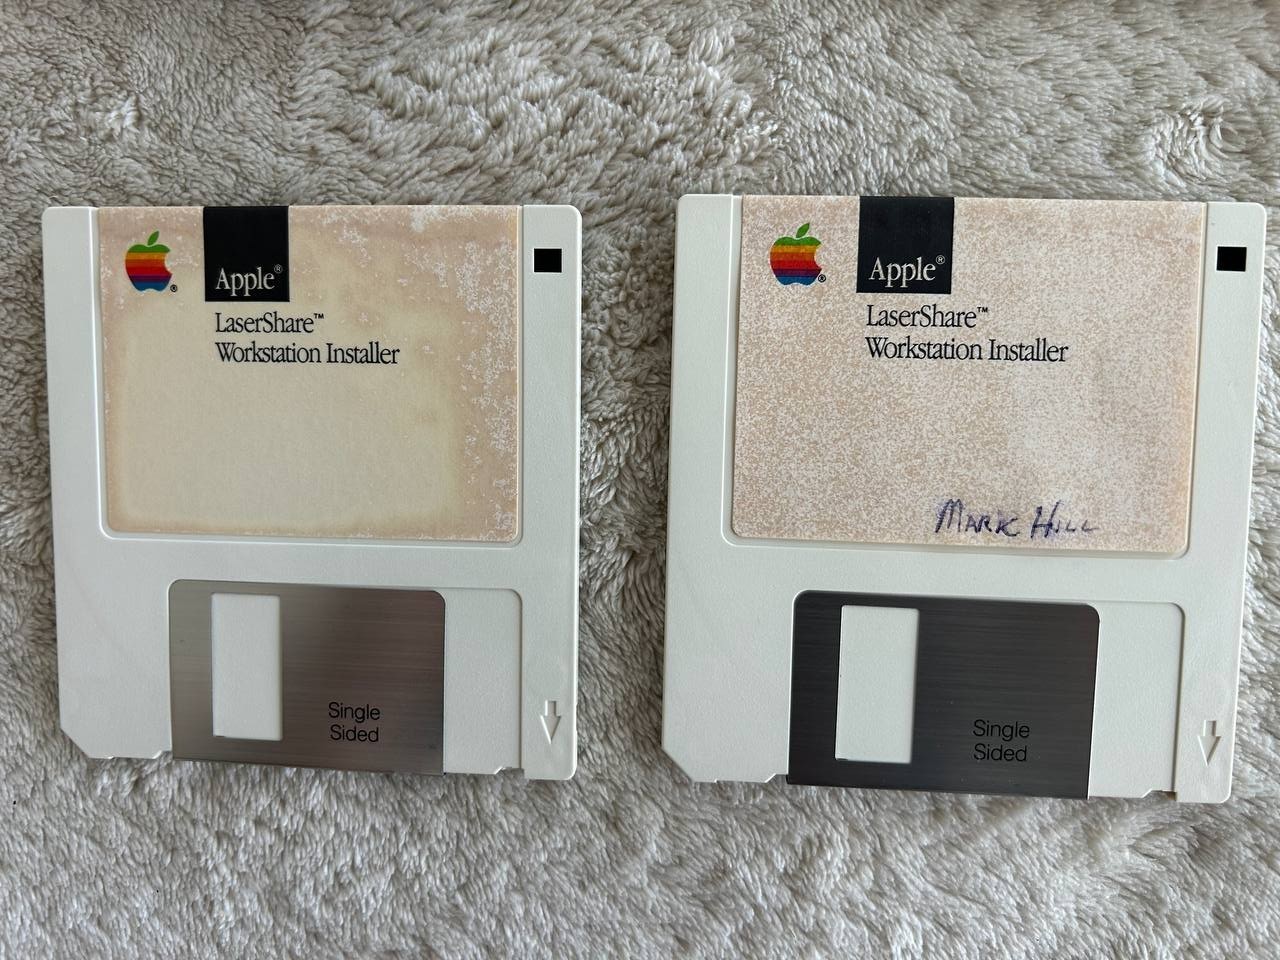 Apple®
LaserShare™
Workstation Installer
Single
Sided
Apple®
LaserShare™
Workstation Installer
Mark Hill
Single
Sided